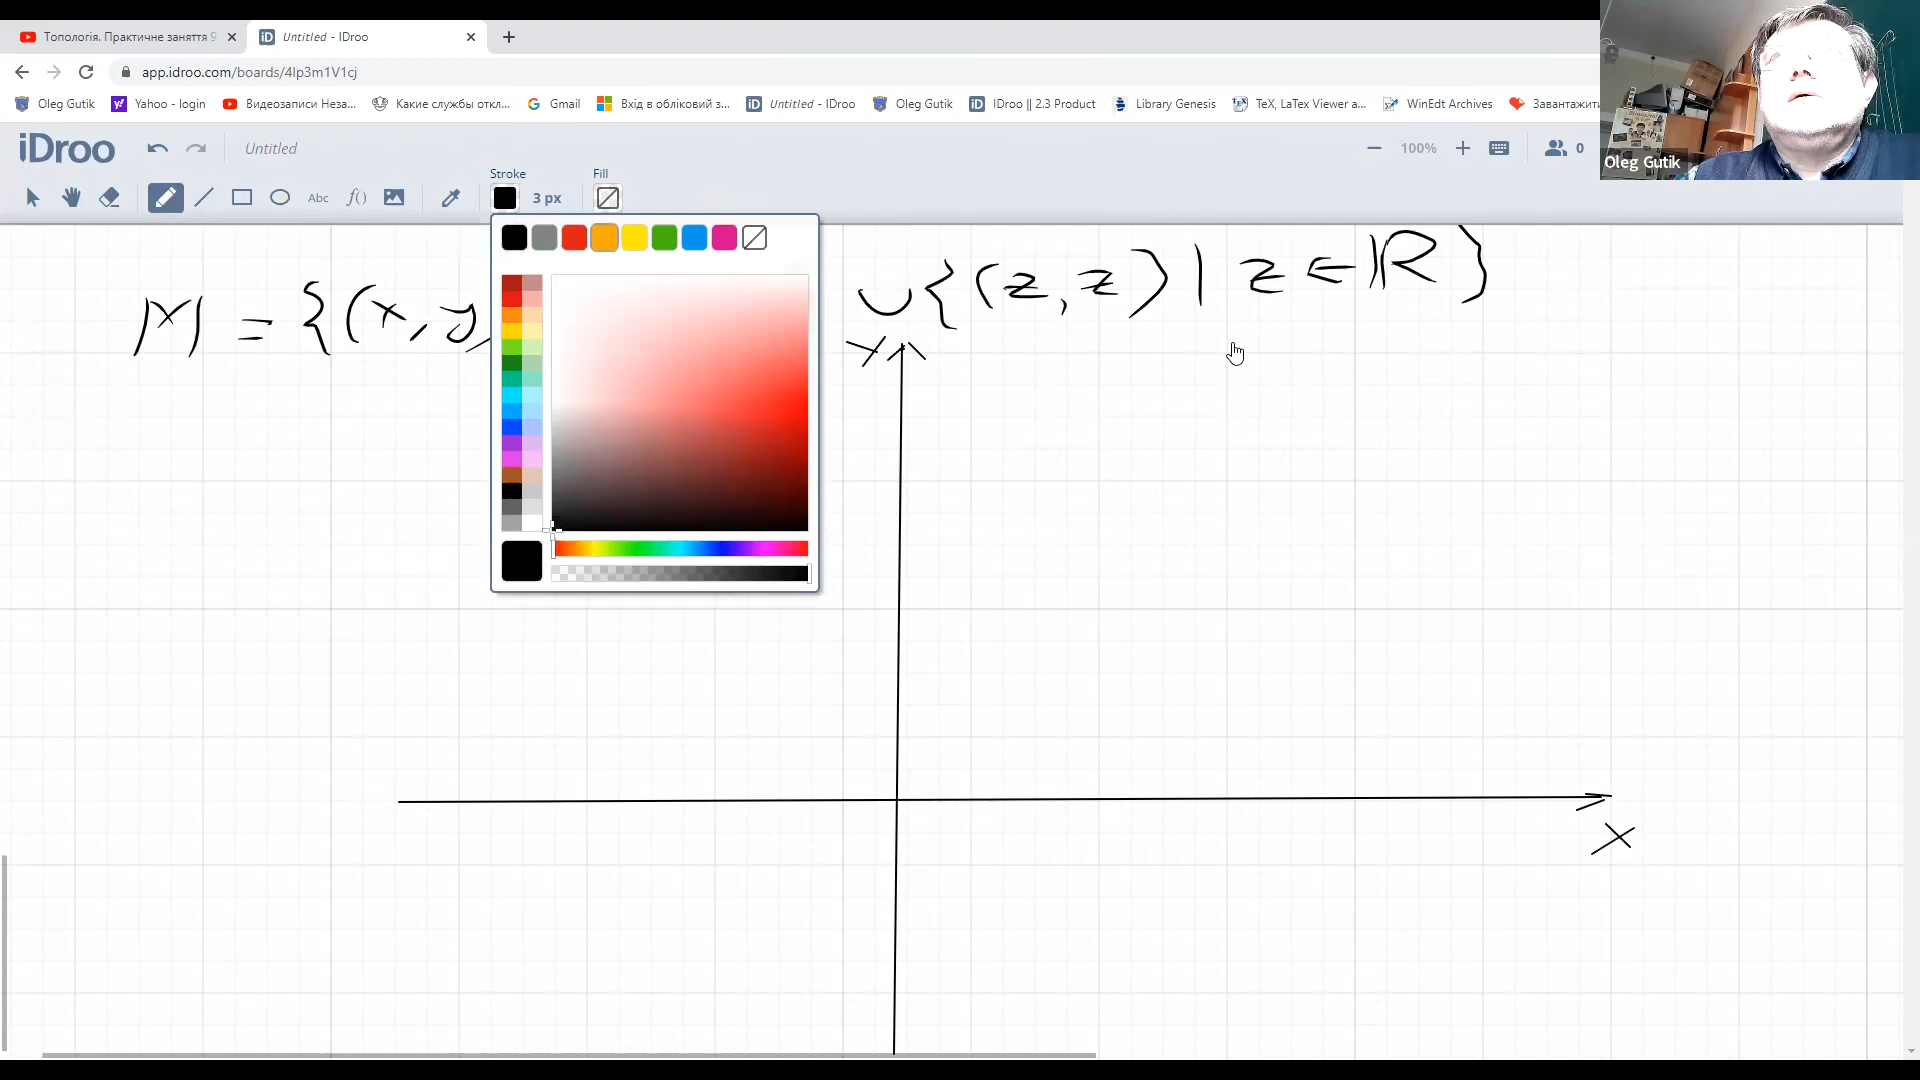 Топологія. Практичне заняття 9
Untitled - IDroo
app.idroo.com/boards/4lp3m1V1cj
Oleg Gutik
Yahoo - login
Видеозаписи Неза...
Какие службы откл...
Gmail
Вхід в обліковий з...
Untitled - IDroo
Oleg Gutik
IDroo || 2.3 Product
Library Genesis
TeX, LaTex Viewer a...
WinEdt Archives
Завантажити
Oleg Gutik
iDroo
Untitled
100%
0
Stroke
Fill
Abc
f()
3 px
M = {(x, y) ∪ {(z, z) | z ∈ ℝ}
Y
X